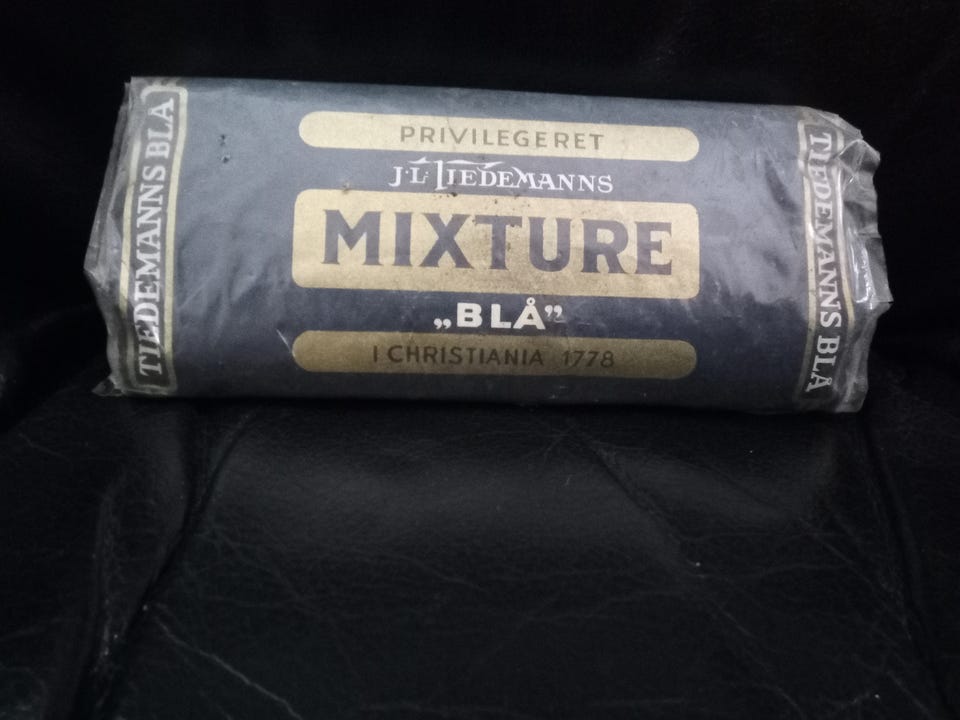 TIEDEMANNS BLÅ
PRIVILEGERET
J.L. TIEDEMANNS
MIXTURE
„BLÅ”
I CHRISTIANIA 1778
TIEDEMANNS BLÅ